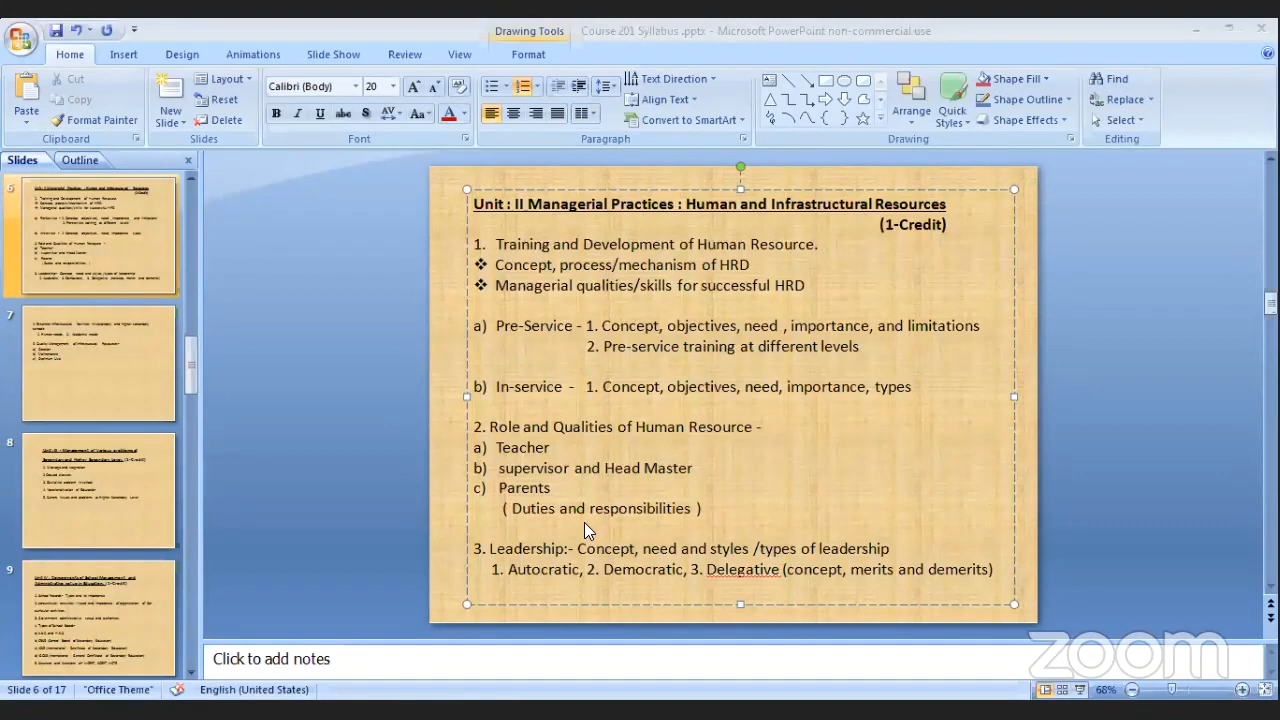 Drawing Tools
Course 201 Syllabus .pptx - Microsoft PowerPoint non-commercial use
Home Insert Design Animations Slide Show Review View Format
Paste
Cut
Copy
Format Painter
Clipboard
New Slide
Layout
Reset
Delete
Slides
Calibri (Body) 20
B I U abc S AV Aa A
Font
Text Direction
Align Text
Convert to SmartArt
Paragraph
Arrange
Quick Styles
Shape Fill
Shape Outline
Shape Effects
Drawing
Find
Replace
Select
Editing
Slides Outline
7
8
9
Unit : II Managerial Practices : Human and Infrastructural Resources
(1-Credit)
1. Training and Development of Human Resource.
❖ Concept, process/mechanism of HRD
❖ Managerial qualities/skills for successful HRD
a) Pre-Service - 1. Concept, objectives, need , importance, and limitations
2. Pre-service training at different levels
b) In-service - 1. Concept, objectives, need, importance, types
2. Role and Qualities of Human Resource -
a) Teacher
b) supervisor and Head Master
c) Parents
( Duties and responsibilities )
3. Leadership:- Concept, need and styles /types of leadership
1. Autocratic, 2. Democratic, 3. Delegative (concept, merits and demerits)
Click to add notes
zoom
Slide 6 of 17 "Office Theme" English (United States) 68%